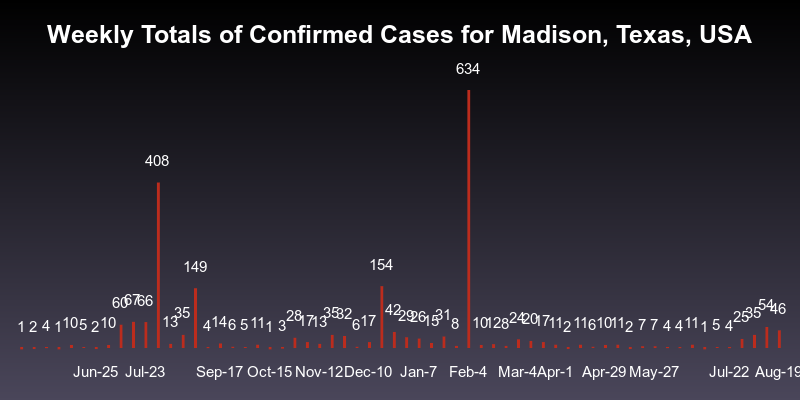 Weekly Totals of Confirmed Cases for Madison, Texas, USA
1 2 4 1 10 5 2 10 60 67 66 408 13 35 149 4 14 6 5 11 1 3 28 17 13 35 32 6 17 154 42 29 26 15 31 8 634 10 12 8 24 20 17 11 2 11 6 10 11 2 7 7 4 4 11 1 5 4 25 35 54 46
Jun-25 Jul-23 Sep-17 Oct-15 Nov-12 Dec-10 Jan-7 Feb-4 Mar-4 Apr-1 Apr-29 May-27 Jul-22 Aug-19